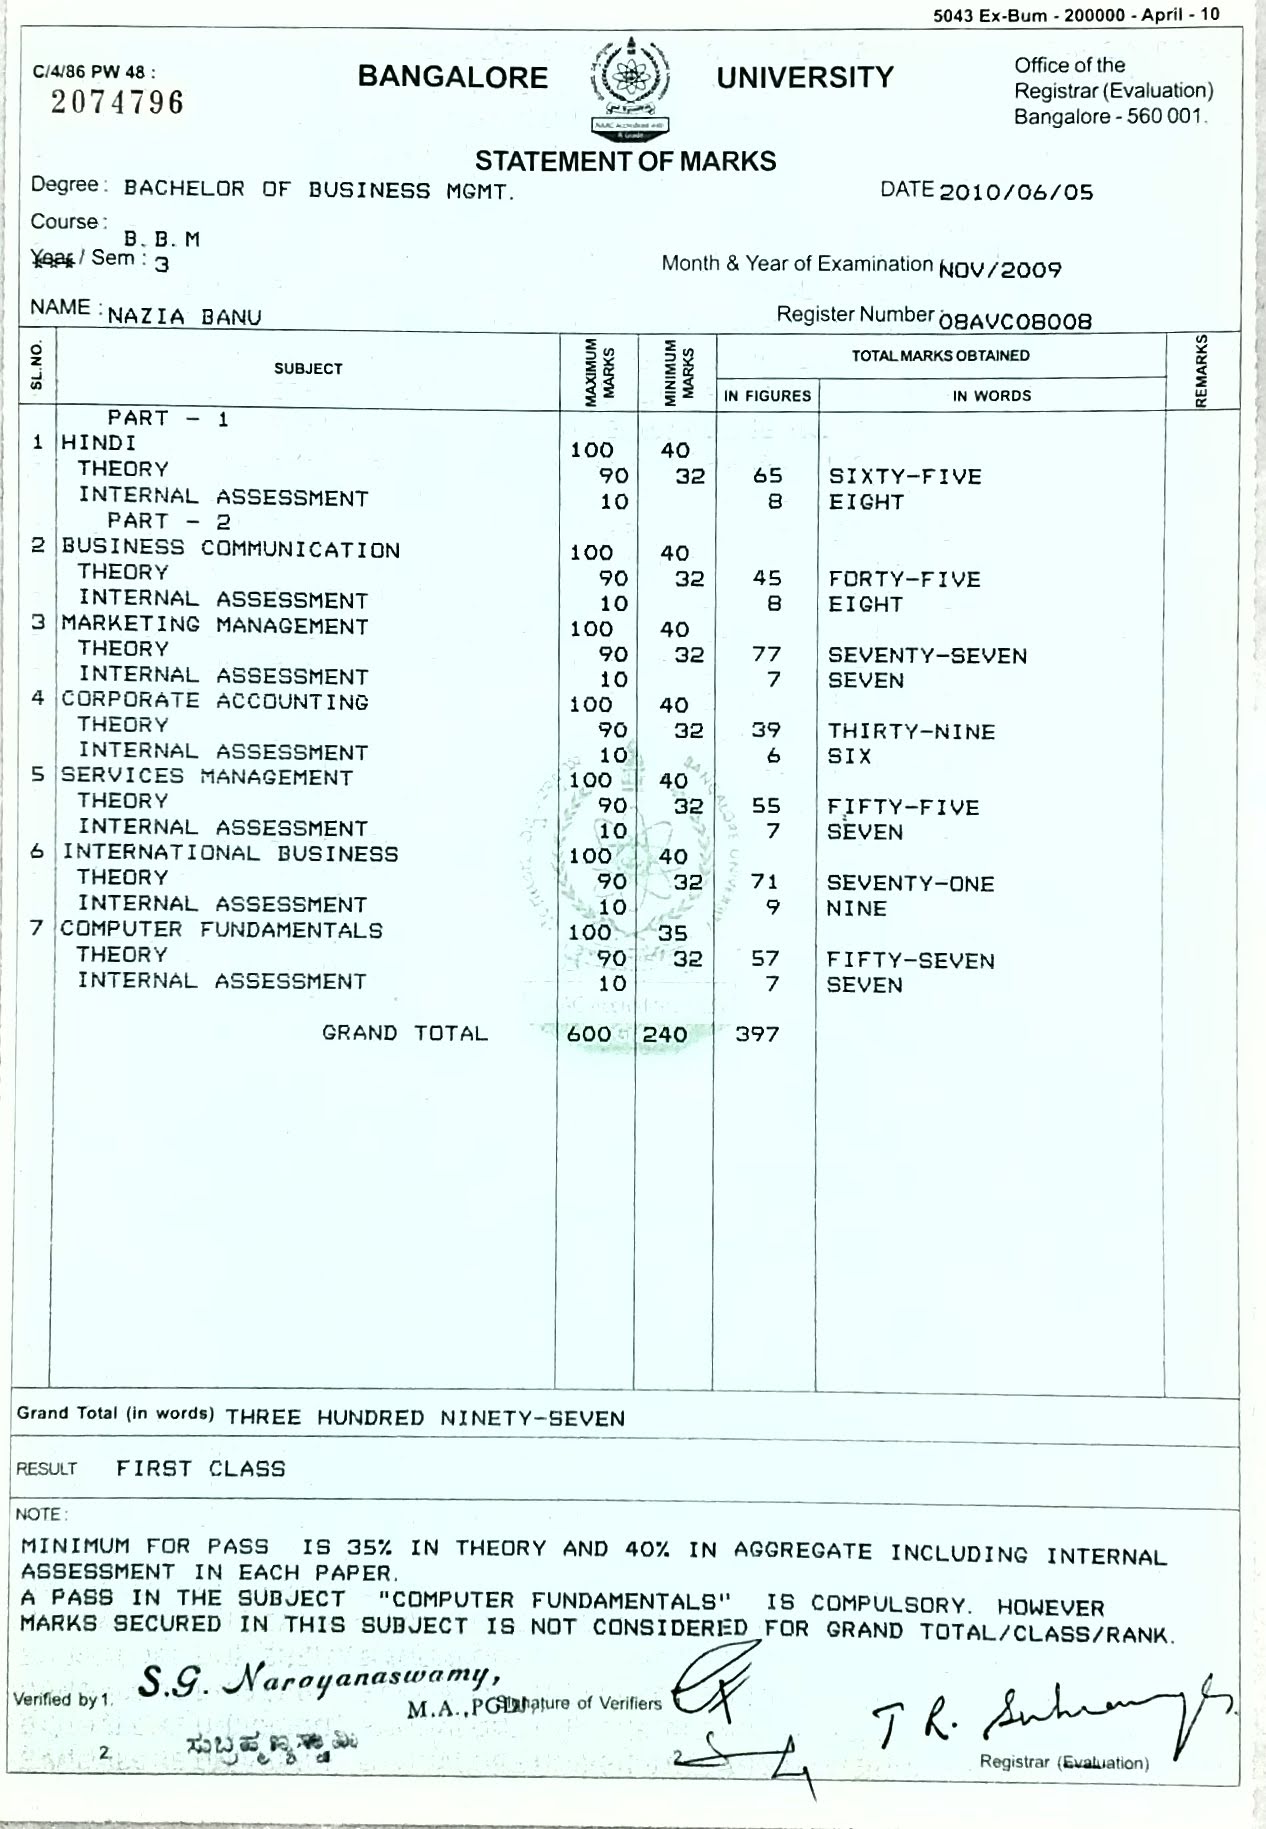 5043 Ex-Bum - 200000 - April - 10
C/4/86 PW 48 :
2074796
BANGALORE UNIVERSITY
Office of the
Registrar (Evaluation)
Bangalore - 560 001.
STATEMENT OF MARKS
Degree : BACHELOR OF BUSINESS MGMT. DATE 2010/06/05
Course : B.B.M
Year / Sem : 3 Month & Year of Examination NOV/2009
NAME : NAZIA BANU Register Number 08AVC08008
SL.NO. SUBJECT MAXIMUM MARKS MINIMUM MARKS TOTAL MARKS OBTAINED REMARKS
IN FIGURES IN WORDS
PART - 1
1 HINDI 100 40
THEORY 90 32 65 SIXTY-FIVE
INTERNAL ASSESSMENT 10 8 EIGHT
PART - 2
2 BUSINESS COMMUNICATION 100 40
THEORY 90 32 45 FORTY-FIVE
INTERNAL ASSESSMENT 10 8 EIGHT
3 MARKETING MANAGEMENT 100 40
THEORY 90 32 77 SEVENTY-SEVEN
INTERNAL ASSESSMENT 10 7 SEVEN
4 CORPORATE ACCOUNTING 100 40
THEORY 90 32 39 THIRTY-NINE
INTERNAL ASSESSMENT 10 6 SIX
5 SERVICES MANAGEMENT 100 40
THEORY 90 32 55 FIFTY-FIVE
INTERNAL ASSESSMENT 10 7 SEVEN
6 INTERNATIONAL BUSINESS 100 40
THEORY 90 32 71 SEVENTY-ONE
INTERNAL ASSESSMENT 10 9 NINE
7 COMPUTER FUNDAMENTALS 100 35
THEORY 90 32 57 FIFTY-SEVEN
INTERNAL ASSESSMENT 10 7 SEVEN
GRAND TOTAL 600 240 397
Grand Total (in words) THREE HUNDRED NINETY-SEVEN
RESULT FIRST CLASS
NOTE :
MINIMUM FOR PASS IS 35% IN THEORY AND 40% IN AGGREGATE INCLUDING INTERNAL
ASSESSMENT IN EACH PAPER.
A PASS IN THE SUBJECT "COMPUTER FUNDAMENTALS" IS COMPULSORY. HOWEVER
MARKS SECURED IN THIS SUBJECT IS NOT CONSIDERED FOR GRAND TOTAL/CLASS/RANK.
Verified by 1. S.G. Narayanaswamy,
M.A., Signature of Verifiers
2. ಸುಬ್ರಹ್ಮಣ್ಯಸ್ವಾಮಿ 2
T R.
Registrar (Evaluation)